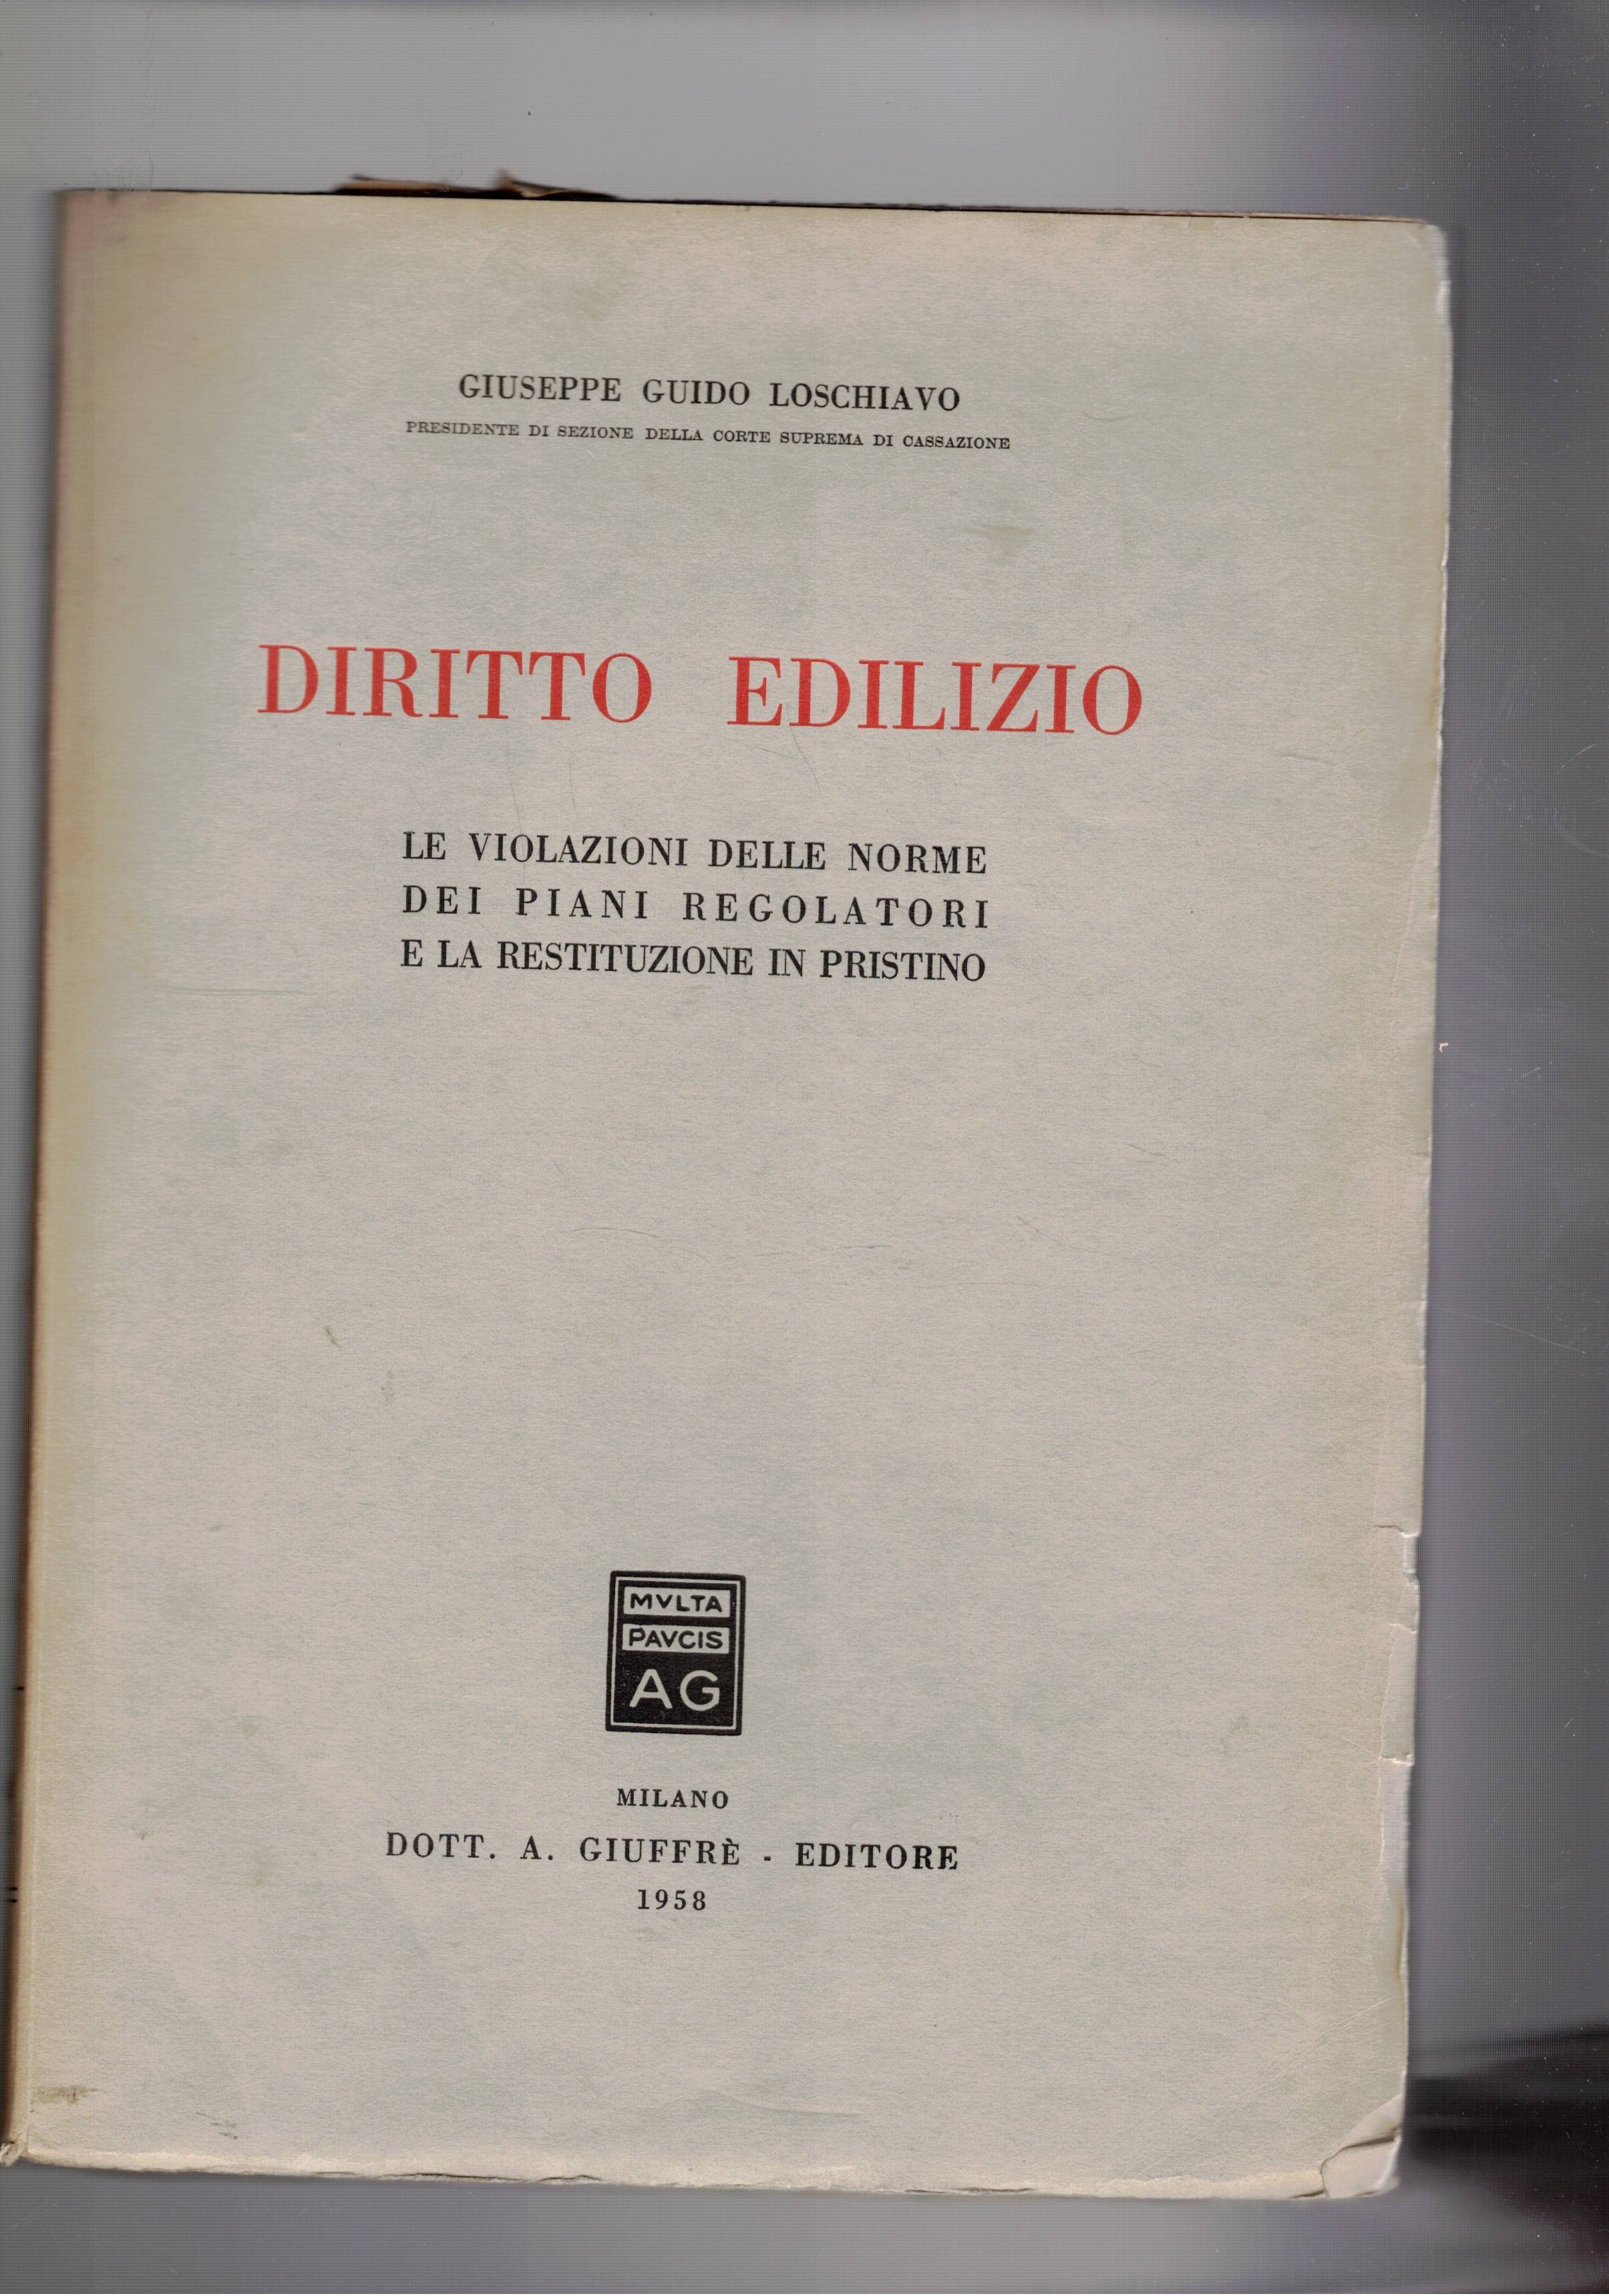 GIUSEPPE GUIDO LOSCHIAVO
PRESIDENTE DI SEZIONE DELLA CORTE SUPREMA DI CASSAZIONE
DIRITTO EDILIZIO
LE VIOLAZIONI DELLE NORME
DEI PIANI REGOLATORI
E LA RESTITUZIONE IN PRISTINO
MVLTA
PAVCIS
AG
MILANO
DOTT. A. GIUFFRÈ - EDITORE
1958